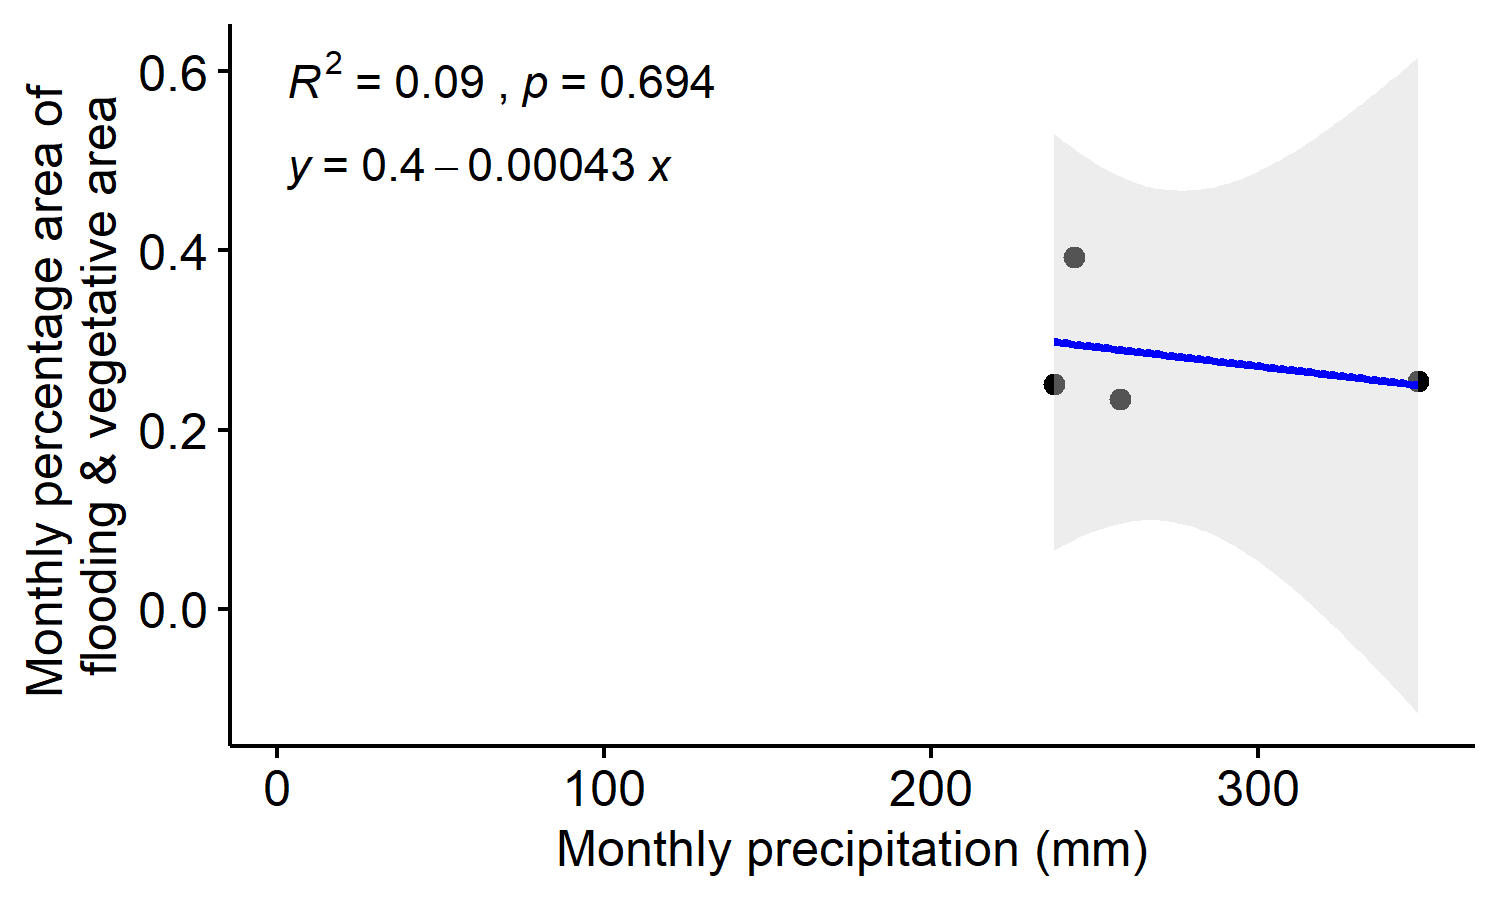 R² = 0.09 , p = 0.694
y = 0.4 – 0.00043 x
Monthly percentage area of
flooding & vegetative area
0.6
0.4
0.2
0.0
0 100 200 300
Monthly precipitation (mm)